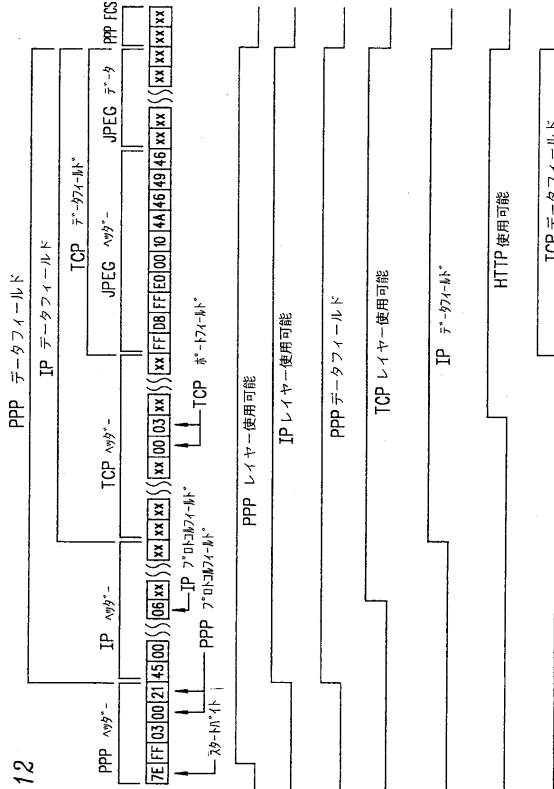 12
PPP データフィールド
IP データフィールド
TCP データフィールド
PPP ヘッダー
IP ヘッダー
TCP ヘッダー
JPEG ヘッダー
JPEG データ
PPP FCS
7E FF 03 00 21 45 00 06 xx xx xx xx xx 00 03 xx xx FF D8 FF E0 00 10 4A 46 49 46 xx xx xx xx xx xx
スタートバイト
PPP プロトコルフィールド
IP プロトコルフィールド
TCP ポートフィールド
PPP レイヤー使用可能
IP レイヤー使用可能
PPP データフィールド
TCP レイヤー使用可能
IP データフィールド
HTTP 使用可能
TCP データフィールド